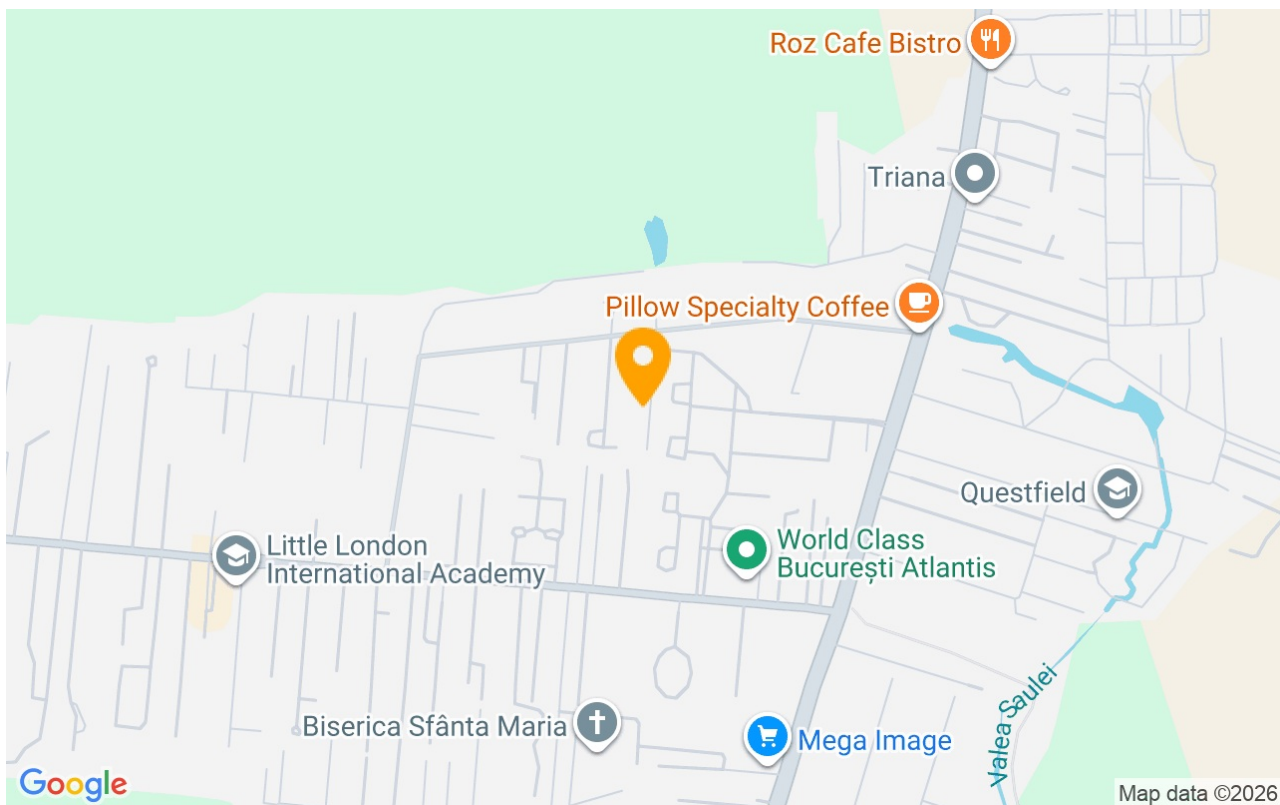 Roz Cafe Bistro
Triana
Pillow Specialty Coffee
Questfield
World Class
București Atlantis
Little London
International Academy
Valea Saulei
Biserica Sfânta Maria
Mega Image
Google
Map data ©2026